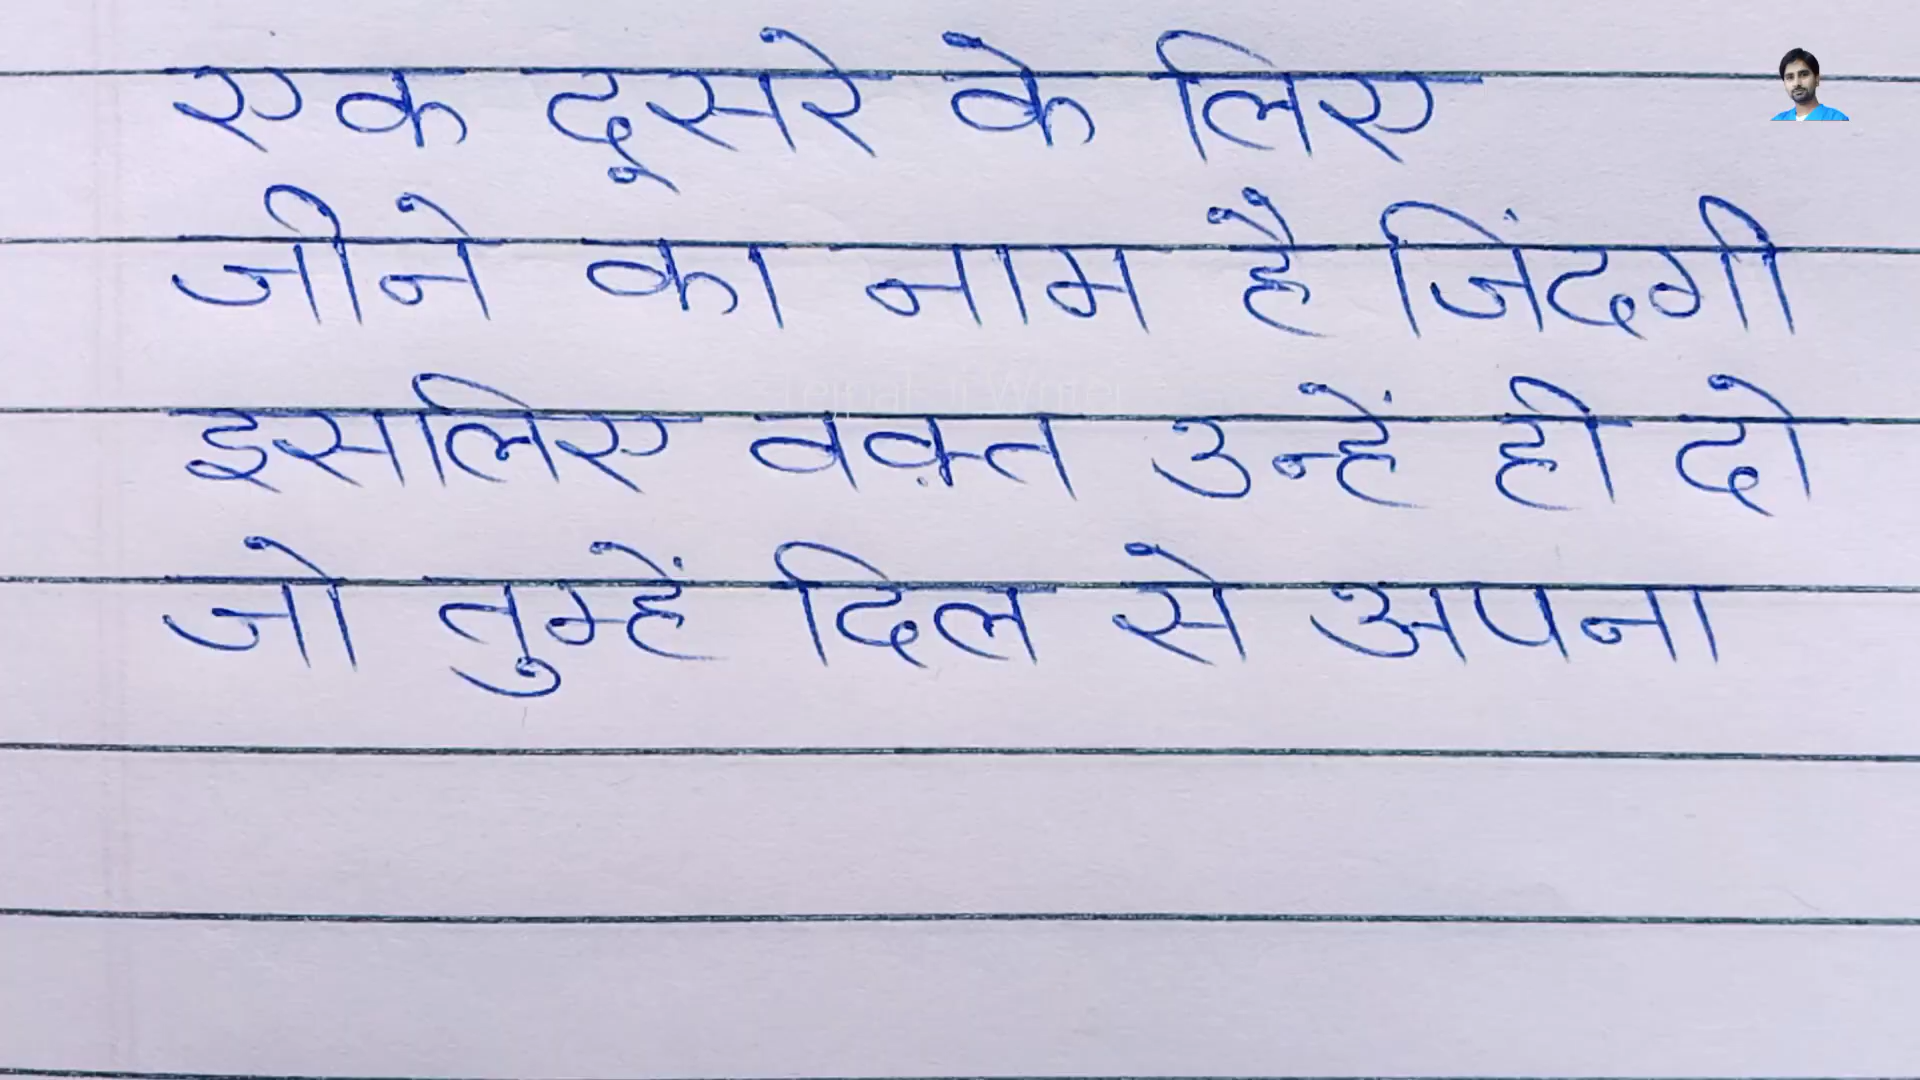 एक दूसरे के लिए
जीने का नाम है जिंदगी
इसलिए वक़्त उन्हें ही दो
जो तुम्हें दिल से अपना